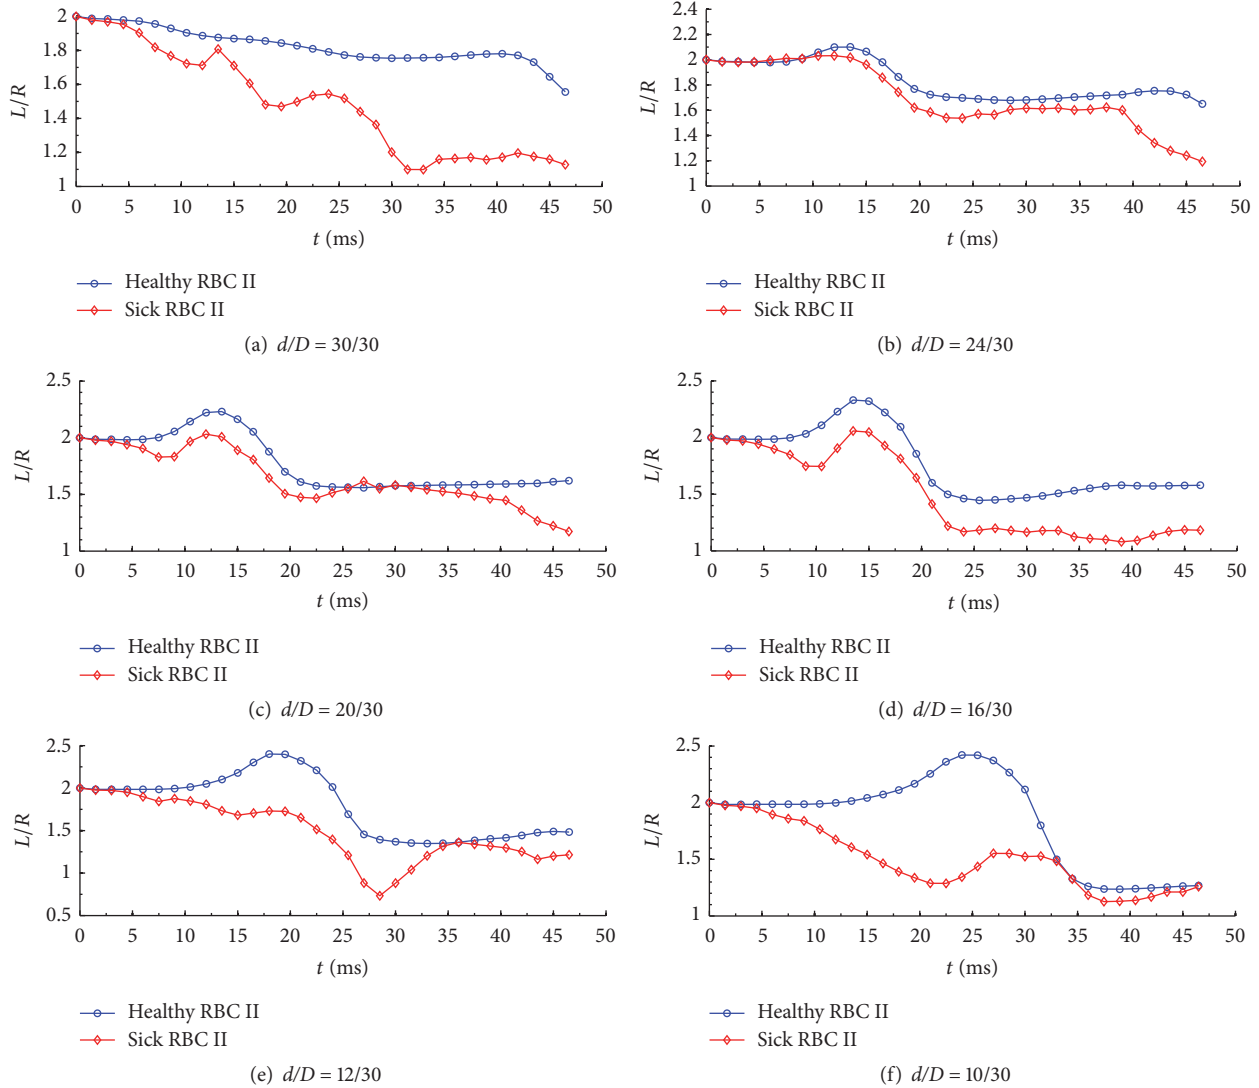 2
1.8
1.6
1.4
1.2
1
L/R
0 5 10 15 20 25 30 35 40 45 50
t (ms)
Healthy RBC II
Sick RBC II
(a) d/D = 30/30
2.4
2.2
2
1.8
1.6
1.4
1.2
1
L/R
0 5 10 15 20 25 30 35 40 45 50
t (ms)
Healthy RBC II
Sick RBC II
(b) d/D = 24/30
2.5
2
1.5
1
L/R
0 5 10 15 20 25 30 35 40 45 50
t (ms)
Healthy RBC II
Sick RBC II
(c) d/D = 20/30
2.5
2
1.5
1
L/R
0 5 10 15 20 25 30 35 40 45 50
t (ms)
Healthy RBC II
Sick RBC II
(d) d/D = 16/30
2.5
2
1.5
1
0.5
L/R
0 5 10 15 20 25 30 35 40 45 50
t (ms)
Healthy RBC II
Sick RBC II
(e) d/D = 12/30
2.5
2
1.5
1
L/R
0 5 10 15 20 25 30 35 40 45 50
t (ms)
Healthy RBC II
Sick RBC II
(f) d/D = 10/30